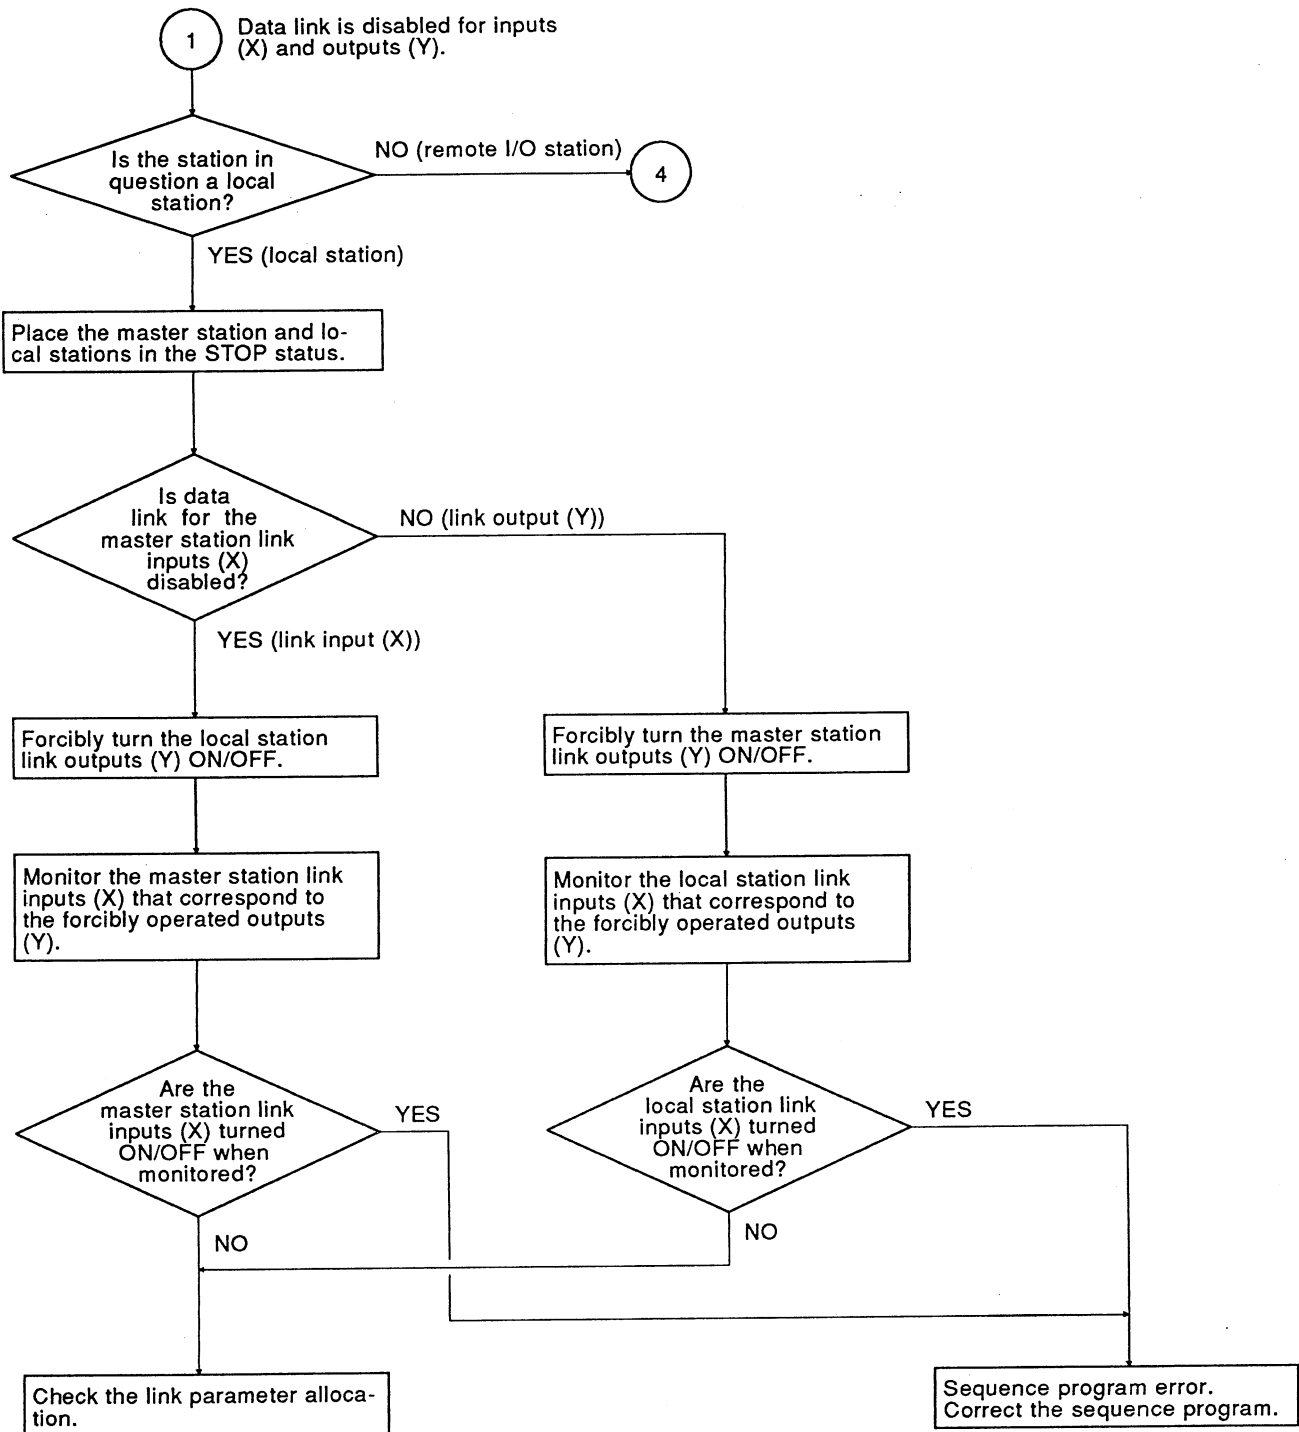 1
Data link is disabled for inputs
(X) and outputs (Y).
Is the station in
question a local
station?
NO (remote I/O station)
4
YES (local station)
Place the master station and lo-
cal stations in the STOP status.
Is data
link for the
master station link
inputs (X)
disabled?
NO (link output (Y))
YES (link input (X))
Forcibly turn the local station
link outputs (Y) ON/OFF.
Forcibly turn the master station
link outputs (Y) ON/OFF.
Monitor the master station link
inputs (X) that correspond to
the forcibly operated outputs
(Y).
Monitor the local station link
inputs (X) that correspond to
the forcibly operated outputs
(Y).
Are the
master station link
inputs (X) turned
ON/OFF when
monitored?
YES
Are the
local station link
inputs (X) turned
ON/OFF when
monitored?
YES
NO
NO
Check the link parameter alloca-
tion.
Sequence program error.
Correct the sequence program.